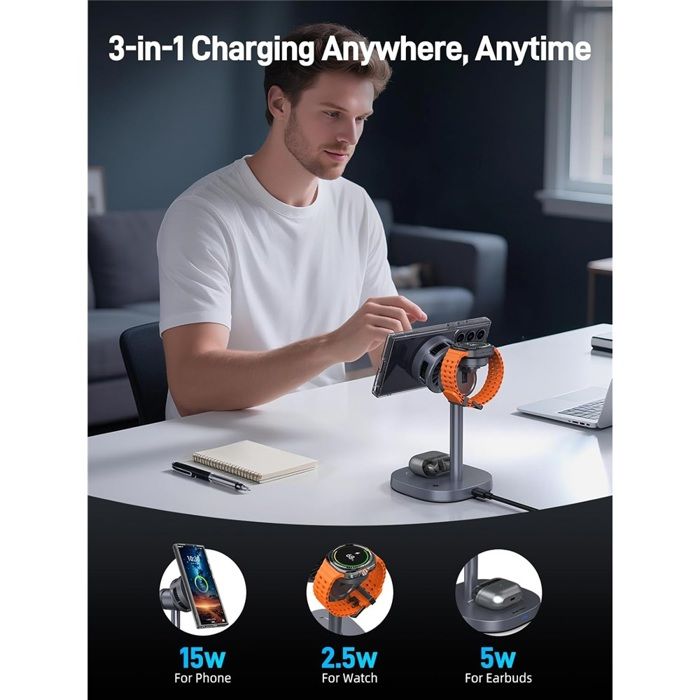 3-in-1 Charging Anywhere, Anytime
15w
For Phone
2.5w
For Watch
5w
For Earbuds